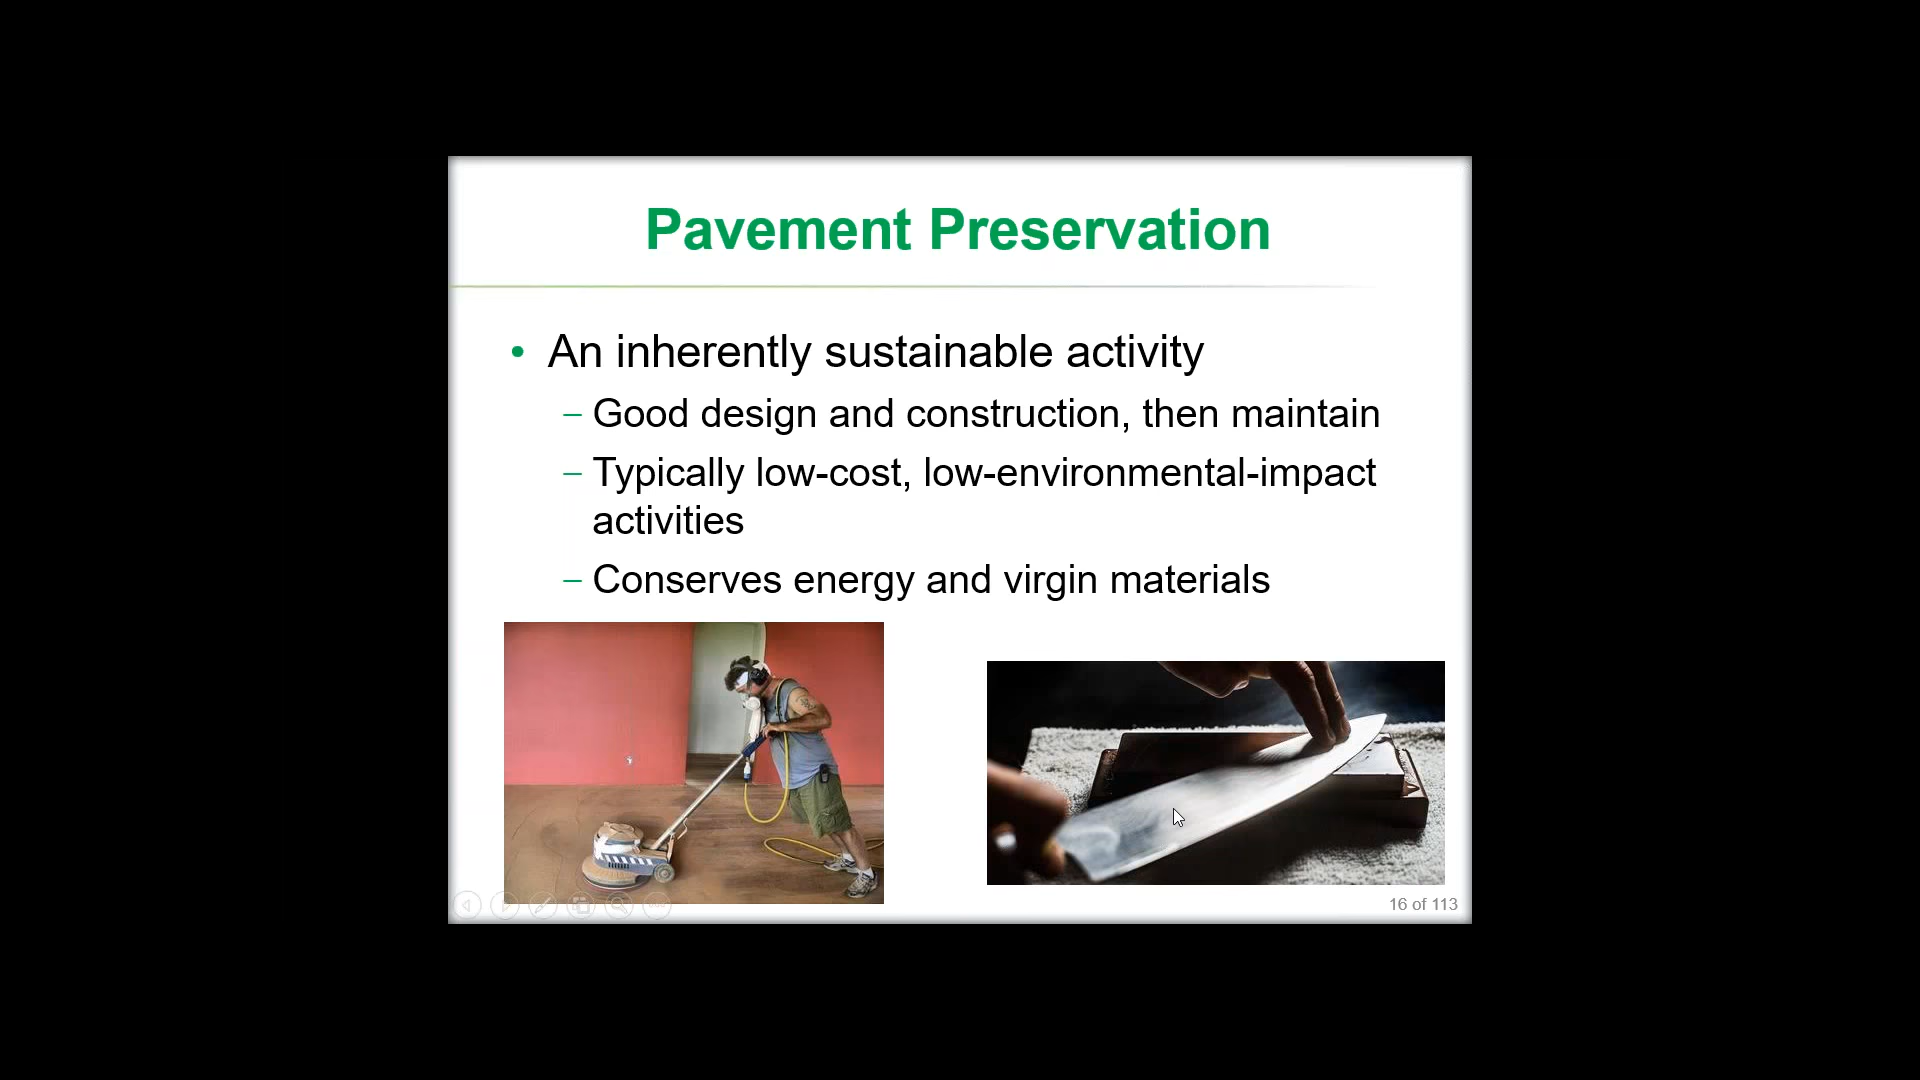 Pavement Preservation
• An inherently sustainable activity
– Good design and construction, then maintain
– Typically low-cost, low-environmental-impact
activities
– Conserves energy and virgin materials
16 of 113